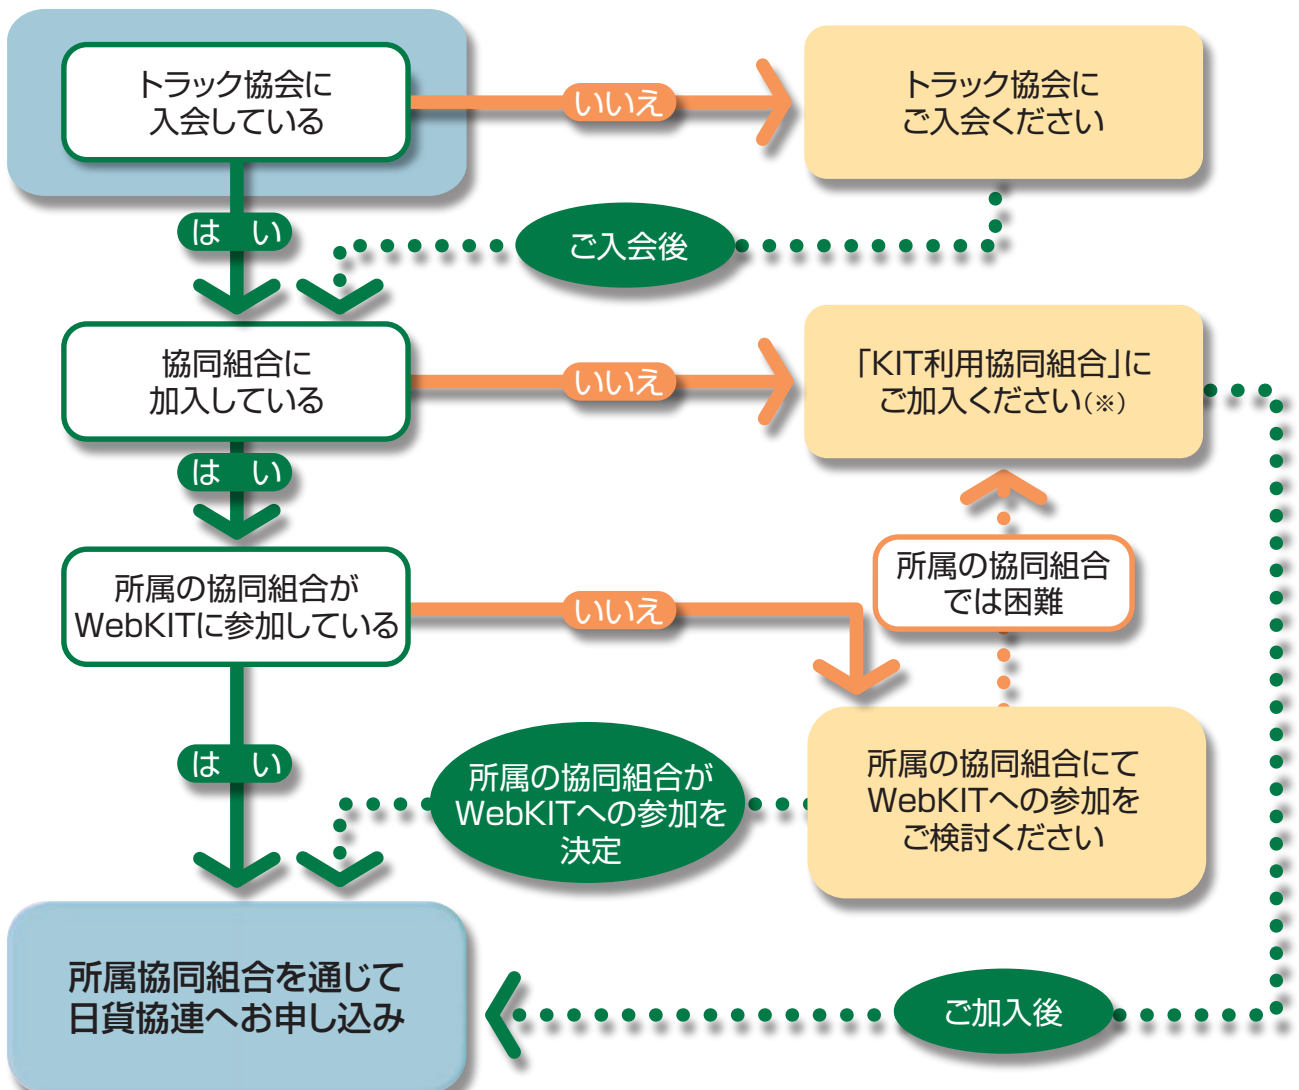 トラック協会に
入会している
いいえ
トラック協会に
ご入会ください
はい
ご入会後
協同組合に
加入している
いいえ
「KIT利用協同組合」に
ご加入ください(※)
はい
所属の協同組合が
WebKITに参加している
いいえ
所属の協同組合
では困難
はい
所属の協同組合が
WebKITへの参加を
決定
所属の協同組合にて
WebKITへの参加を
ご検討ください
所属協同組合を通じて
日貨協連へお申し込み
ご加入後